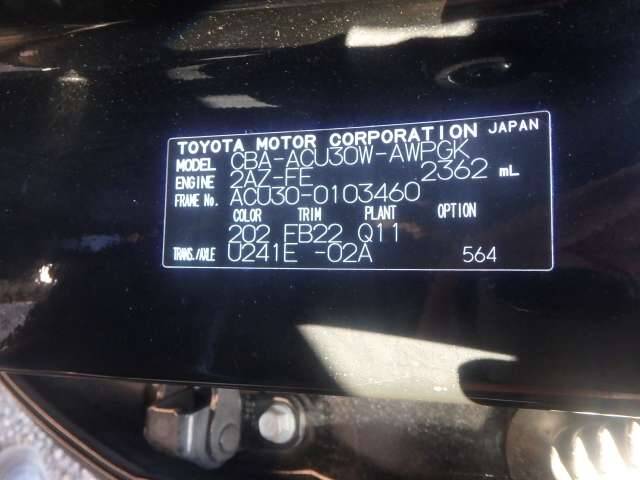 TOYOTA MOTOR CORPORATION JAPAN
MODEL CBA-ACU30W-AWPGK
ENGINE 2AZ-FE 2362 mL
FRAME No. ACU30-0103460
COLOR TRIM PLANT OPTION
202 FB22 Q11
TRANS./AXLE U241E -02A 564